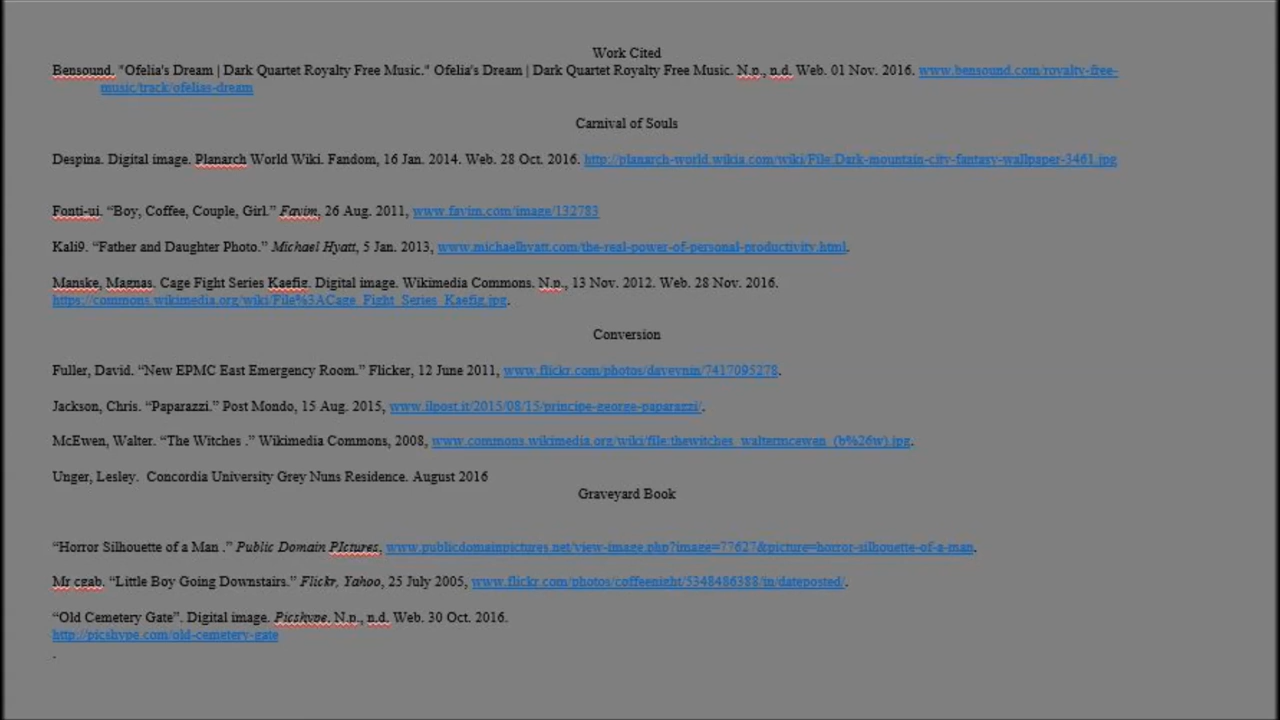 Work Cited
Bensound. "Ofelia's Dream | Dark Quartet Royalty Free Music." Ofelia's Dream | Dark Quartet Royalty Free Music. N.p., n.d. Web. 01 Nov. 2016. www.bensound.com/royalty-free-
music/track/ofelias-dream
Carnival of Souls
Despina. Digital image. Planarch World Wiki. Fandom, 16 Jan. 2014. Web. 28 Oct. 2016. http://planarch-world.wikia.com/wiki/File:Dark-mountain-city-fantasy-wallpaper-3461.jpg
Fonti-ui. “Boy, Coffee, Couple, Girl.” Favim, 26 Aug. 2011, www.favim.com/image/132783
Kali9. “Father and Daughter Photo.” Michael Hyatt, 5 Jan. 2013, www.michaelhyatt.com/the-real-power-of-personal-productivity.html.
Manske, Magnas. Cage Fight Series Kaefig. Digital image. Wikimedia Commons. N.p., 13 Nov. 2012. Web. 28 Nov. 2016.
https://commons.wikimedia.org/wiki/File%3ACage_Fight_Series_Kaefig.jpg.
Conversion
Fuller, David. “New EPMC East Emergency Room.” Flicker, 12 June 2011, www.flickr.com/photos/daveynin/7417095278.
Jackson, Chris. “Paparazzi.” Post Mondo, 15 Aug. 2015, www.ilpost.it/2015/08/15/principe-george-paparazzi/.
McEwen, Walter. “The Witches .” Wikimedia Commons, 2008, www.commons.wikimedia.org/wiki/file:thewitches_waltermcewen_(b%26w).jpg.
Unger, Lesley. Concordia University Grey Nuns Residence. August 2016
Graveyard Book
“Horror Silhouette of a Man .” Public Domain PIctures, www.publicdomainpictures.net/view-image.php?image=77627&picture=horror-silhouette-of-a-man.
Mr cgab. “Little Boy Going Downstairs.” Flickr, Yahoo, 25 July 2005, www.flickr.com/photos/coffeenight/5348486388/in/dateposted/.
“Old Cemetery Gate”. Digital image. Picshype. N.p., n.d. Web. 30 Oct. 2016.
http://picshype.com/old-cemetery-gate
.